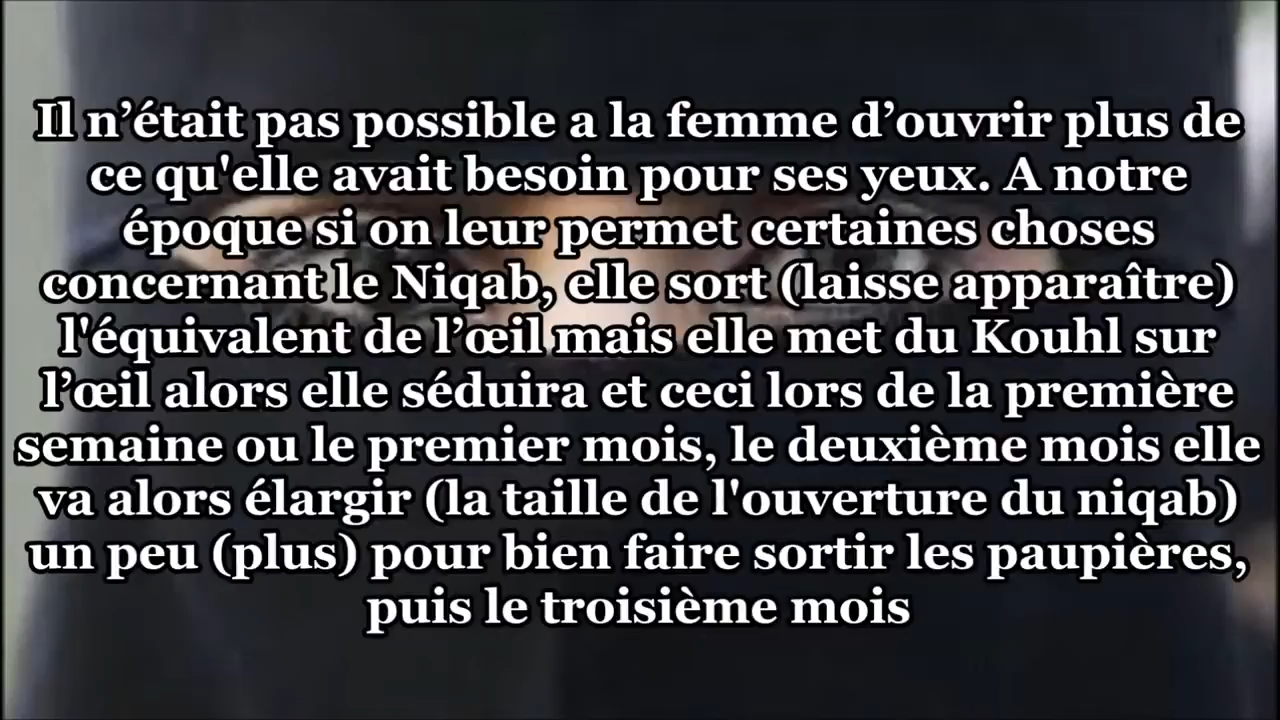 Il n’était pas possible a la femme d’ouvrir plus de
ce qu'elle avait besoin pour ses yeux. A notre
époque si on leur permet certaines choses
concernant le Niqab, elle sort (laisse apparaître)
l'équivalent de l’œil mais elle met du Kouhl sur
l’œil alors elle séduira et ceci lors de la première
semaine ou le premier mois, le deuxième mois elle
va alors élargir (la taille de l'ouverture du niqab)
un peu (plus) pour bien faire sortir les paupières,
puis le troisième mois